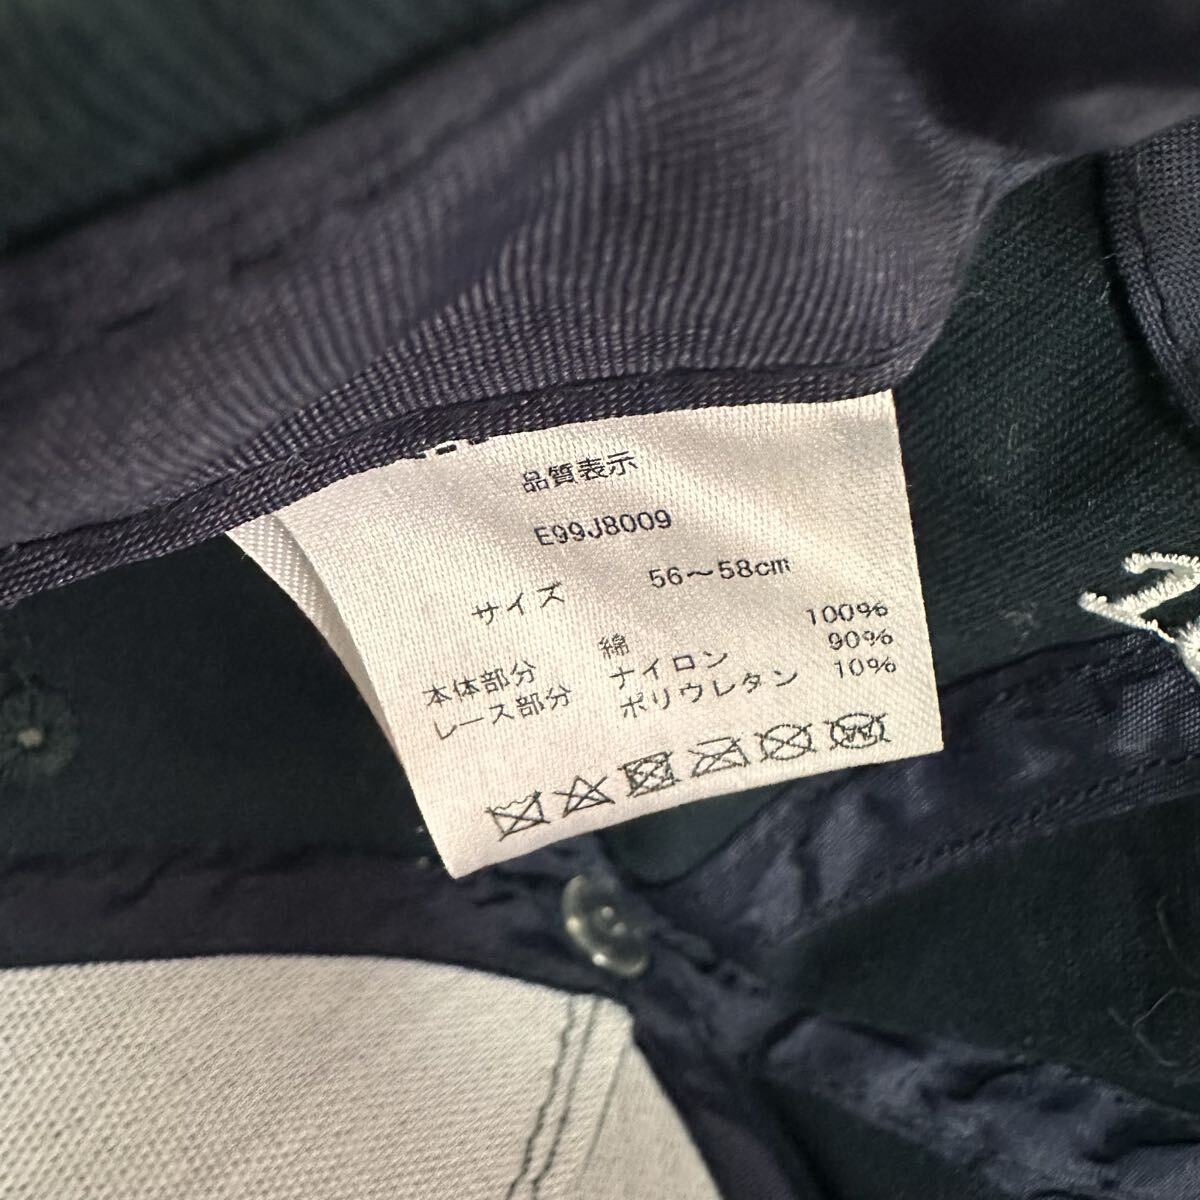 品質表示
E99J8009
サイズ 56～58cm
本体部分 綿 100%
レース部分 ナイロン 90%
ポリウレタン 10%